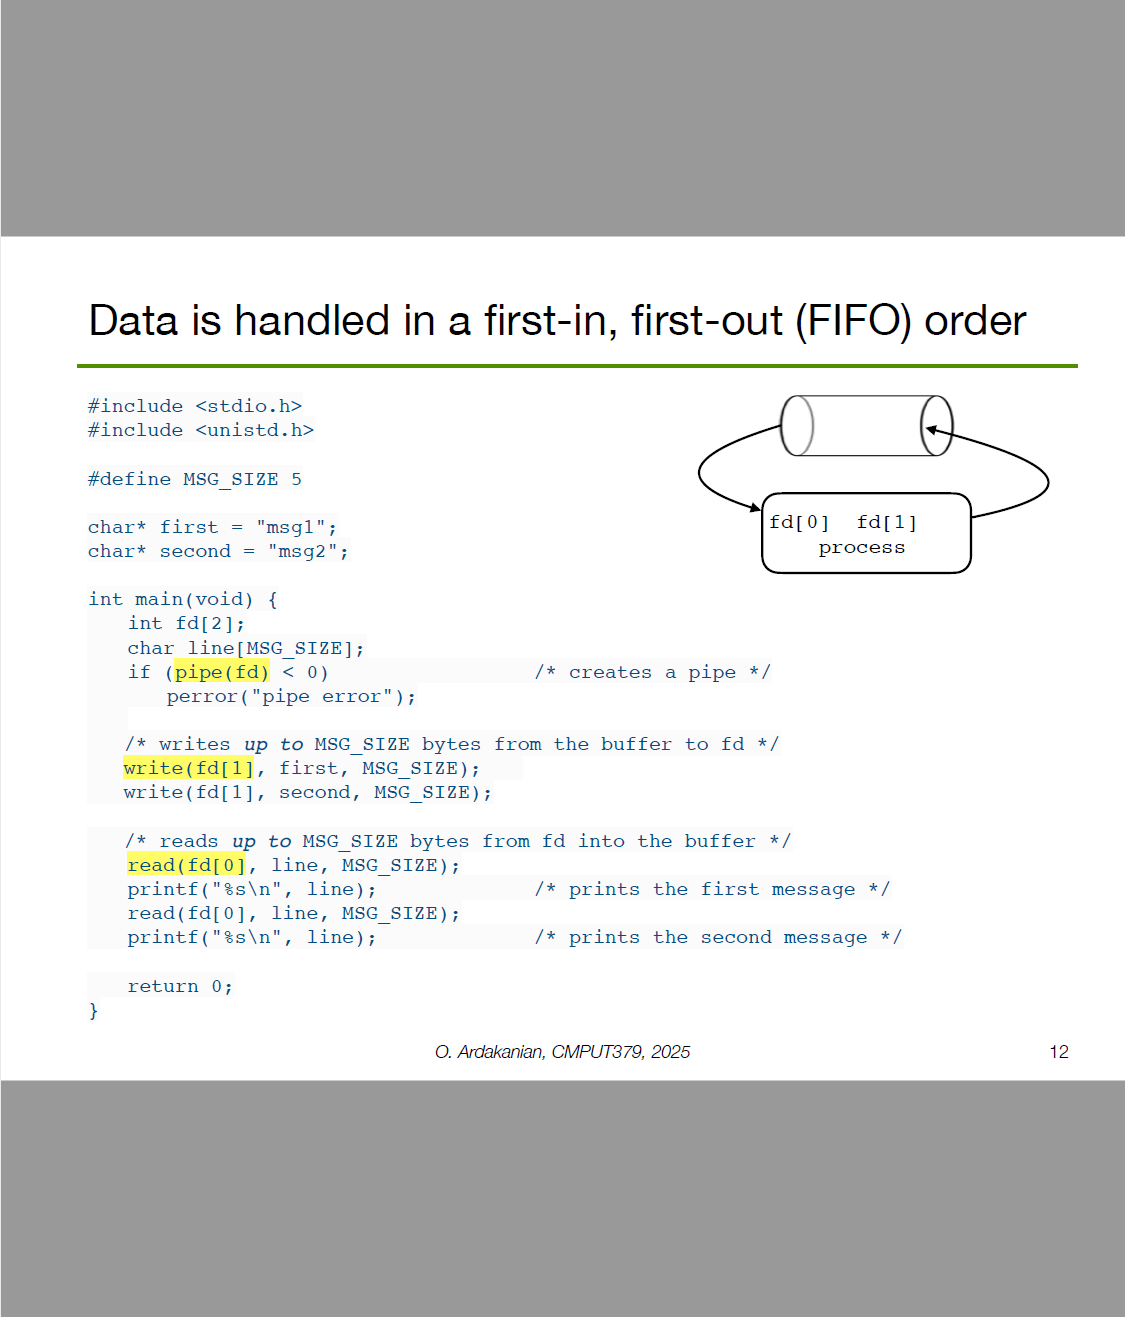 Data is handled in a first-in, first-out (FIFO) order
#include <stdio.h>
#include <unistd.h>
#define MSG_SIZE 5
char* first = "msg1";
char* second = "msg2";
int main(void) {
int fd[2];
char line[MSG_SIZE];
if (pipe(fd) < 0) /* creates a pipe */
perror("pipe error");
/* writes up to MSG_SIZE bytes from the buffer to fd */
write(fd[1], first, MSG_SIZE);
write(fd[1], second, MSG_SIZE);
/* reads up to MSG_SIZE bytes from fd into the buffer */
read(fd[0], line, MSG_SIZE);
printf("%s\n", line); /* prints the first message */
read(fd[0], line, MSG_SIZE);
printf("%s\n", line); /* prints the second message */
return 0;
}
fd[0] fd[1]
process
O. Ardakanian, CMPUT379, 2025
12